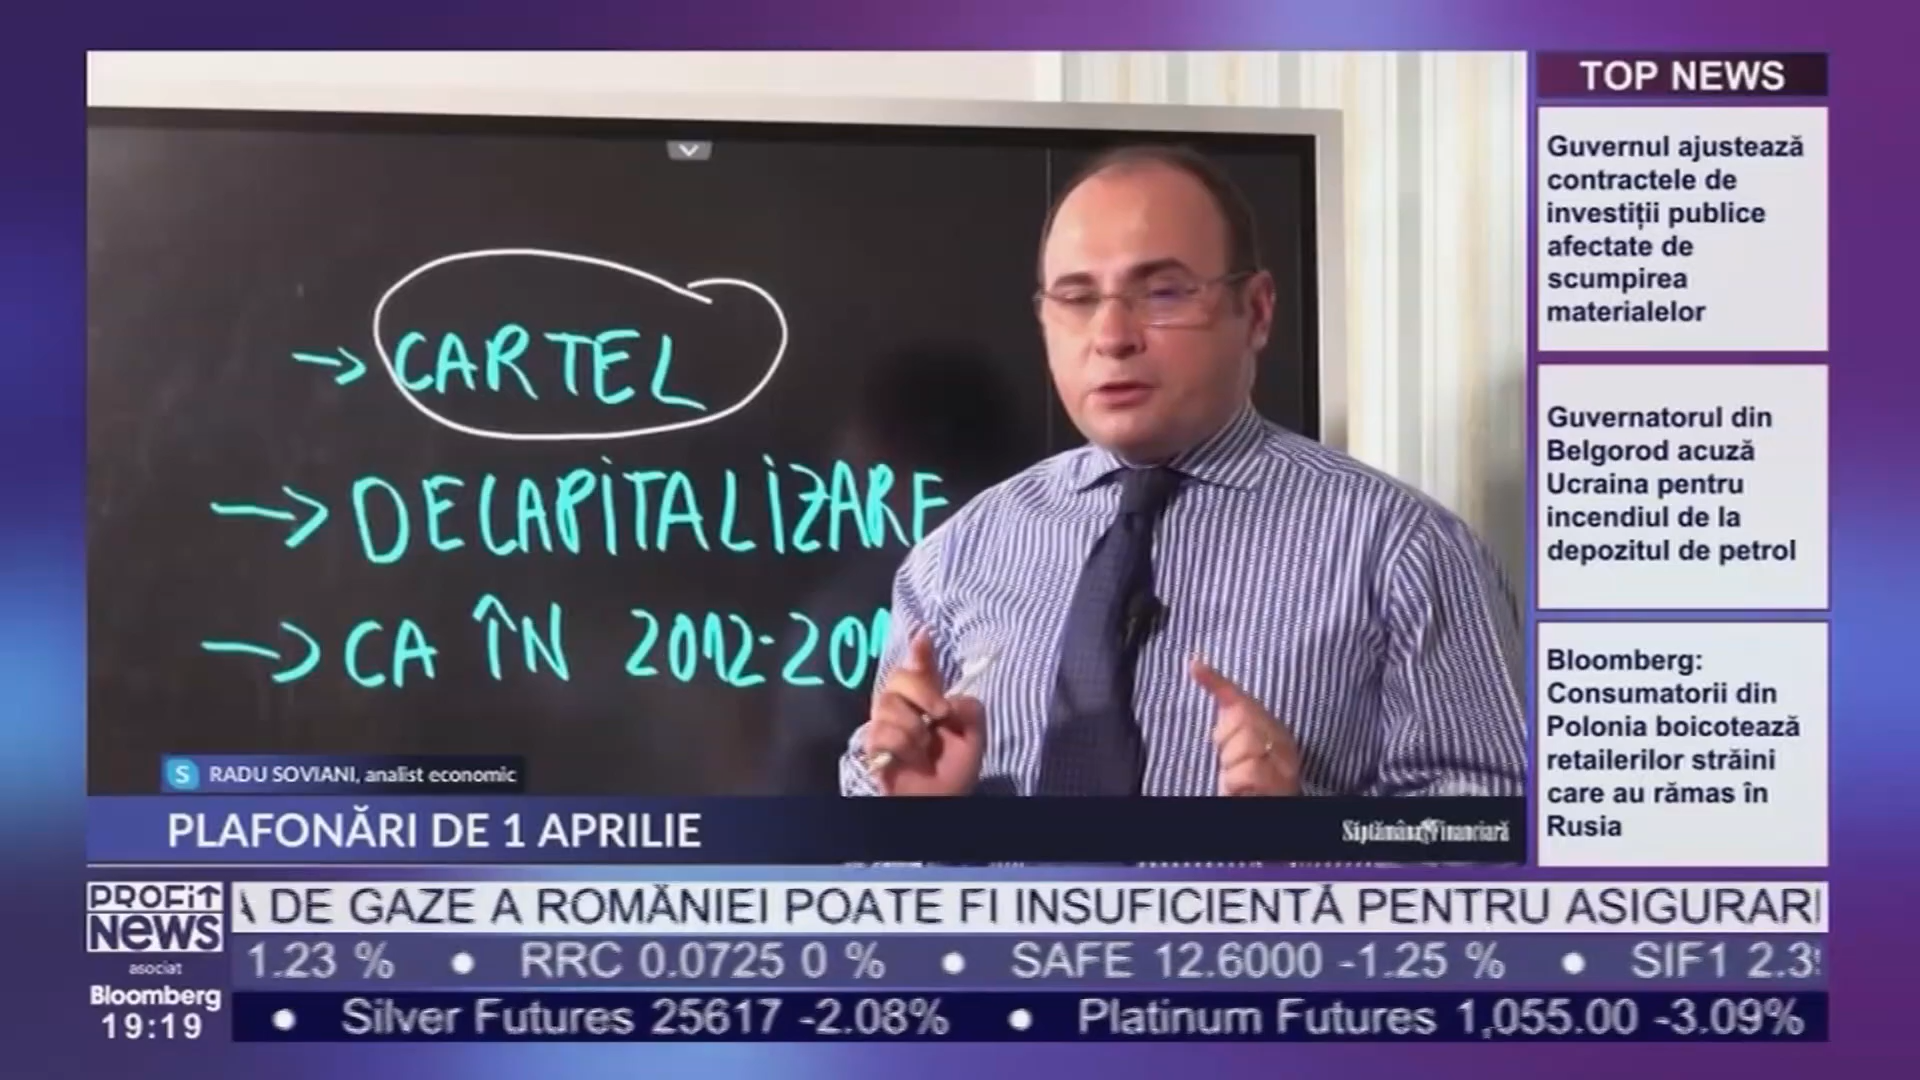 TOP NEWS
Guvernul ajustează
contractele de
investiții publice
afectate de
scumpirea
materialelor
Guvernatorul din
Belgorod acuză
Ucraina pentru
incendiul de la
depozitul de petrol
Bloomberg:
Consumatorii din
Polonia boicotează
retailerilor străini
care au rămas în
Rusia
→ CARTEL
→ DECAPITALIZARE
→ CA ÎN 2012-20
S RADU SOVIANI, analist economic
PLAFONĂRI DE 1 APRILIE
Săptămâna Financiară
PROFIT
NEWS
asociat
Bloomberg
19:19
DE GAZE A ROMÂNIEI POATE FI INSUFICIENTĂ PENTRU ASIGURARI
1.23 % • RRC 0.0725 0 % • SAFE 12.6000 -1.25 % • SIF1 2.3
• Silver Futures 25617 -2.08% • Platinum Futures 1,055.00 -3.09%